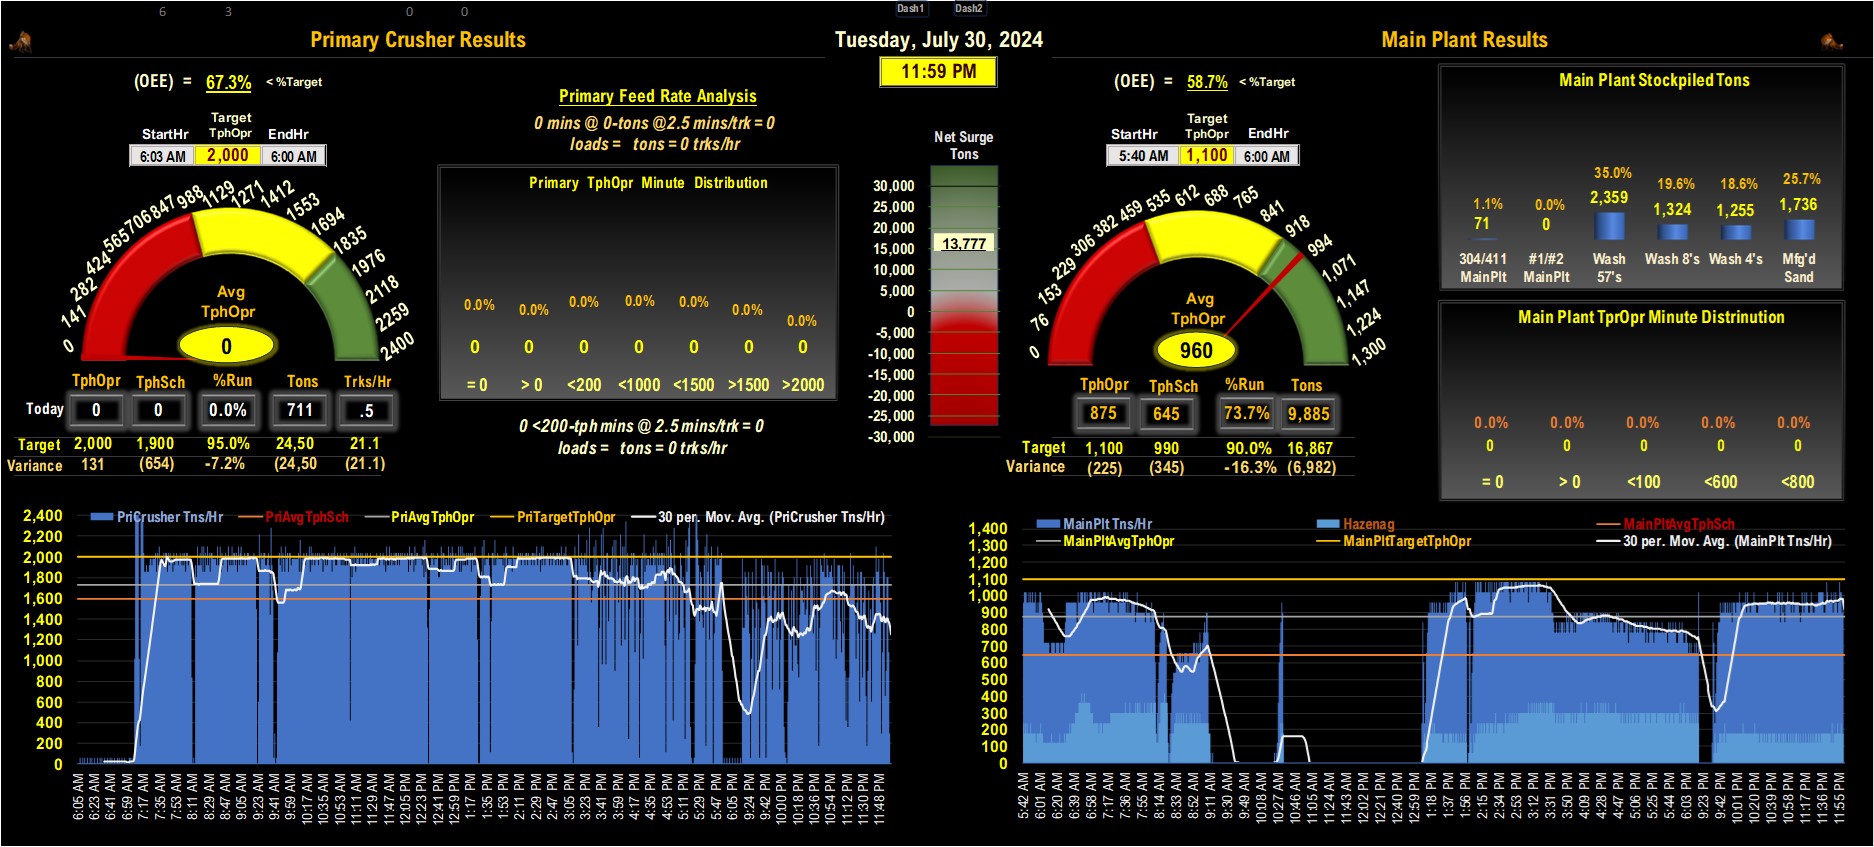 6 3 0 0 Dash1 Dash2
Primary Crusher Results
Tuesday, July 30, 2024
Main Plant Results
11:59 PM
(OEE) = 67.3% < %Target
Target
StartHr TphOpr EndHr
6:03 AM 2,000 6:00 AM
0 141 282 424 565 706 847 988 1129 1271 1412 1553 1694 1835 1976 2118 2259 2400
Avg
TphOpr
0
TphOpr TphSch %Run Tons Trks/Hr
Today 0 0 0.0% 711 .5
Target 2,000 1,900 95.0% 24,50 21.1
Variance 131 (654) -7.2% (24,50 (21.1)
Primary Feed Rate Analysis
0 mins @ 0-tons @2.5 mins/trk = 0
loads = tons = 0 trks/hr
Primary TphOpr Minute Distribution
0.0% 0.0% 0.0% 0.0% 0.0% 0.0% 0.0%
0 0 0 0 0 0 0
= 0 > 0 <200 <1000 <1500 >1500 >2000
0 <200-tph mins @ 2.5 mins/trk = 0
loads = tons = 0 trks/hr
Net Surge
Tons
30,000
25,000
20,000
13,777
15,000
10,000
5,000
0
-5,000
-10,000
-15,000
-20,000
-25,000
-30,000
(OEE) = 58.7% < %Target
Target
StartHr TphOpr EndHr
5:40 AM 1,100 6:00 AM
0 76 153 229 306 382 459 535 612 688 765 841 918 994 1,071 1,147 1,224 1,300
Avg
TphOpr
960
TphOpr TphSch %Run Tons
875 645 73.7% 9,885
Target 1,100 990 90.0% 16,867
Variance (225) (345) -16.3% (6,982)
Main Plant Stockpiled Tons
1.1% 0.0% 35.0% 19.6% 18.6% 25.7%
71 0 2,359 1,324 1,255 1,736
304/411 #1/#2 Wash Wash 8's Wash 4's Mfg'd
MainPlt MainPlt 57's Sand
Main Plant TprOpr Minute Distrinution
0.0% 0.0% 0.0% 0.0% 0.0%
0 0 0 0 0
= 0 > 0 <100 <600 <800
PriCrusher Tns/Hr PriAvgTphSch PriAvgTphOpr PriTargetTphOpr 30 per. Mov. Avg. (PriCrusher Tns/Hr)
2,400
2,200
2,000
1,800
1,600
1,400
1,200
1,000
800
600
400
200
0
6:05 AM 6:23 AM 6:41 AM 6:59 AM 7:17 AM 7:35 AM 7:53 AM 8:11 AM 8:29 AM 8:47 AM 9:05 AM 9:23 AM 9:41 AM 9:59 AM 10:17 AM 10:35 AM 10:53 AM 11:11 AM 11:29 AM 11:47 AM 12:05 PM 12:23 PM 12:41 PM 12:59 PM 1:17 PM 1:35 PM 1:53 PM 2:11 PM 2:29 PM 2:47 PM 3:05 PM 3:23 PM 3:41 PM 3:59 PM 4:17 PM 4:35 PM 4:53 PM 5:11 PM 5:29 PM 5:47 PM 6:05 PM 9:06 PM 9:24 PM 9:42 PM 10:00 PM 10:18 PM 10:36 PM 10:54 PM 11:12 PM 11:30 PM 11:48 PM
MainPlt Tns/Hr Hazenag MainPltAvgTphSch
MainPltAvgTphOpr MainPltTargetTphOpr 30 per. Mov. Avg. (MainPlt Tns/Hr)
1,400
1,300
1,200
1,100
1,000
900
800
700
600
500
400
300
200
100
0
5:42 AM 6:01 AM 6:20 AM 6:39 AM 6:58 AM 7:17 AM 7:36 AM 7:55 AM 8:14 AM 8:33 AM 8:52 AM 9:11 AM 9:30 AM 9:49 AM 10:08 AM 10:27 AM 10:46 AM 11:05 AM 11:24 AM 11:43 AM 12:02 PM 12:21 PM 12:40 PM 12:59 PM 1:18 PM 1:37 PM 1:56 PM 2:15 PM 2:34 PM 2:53 PM 3:12 PM 3:31 PM 3:50 PM 4:09 PM 4:28 PM 4:47 PM 5:06 PM 5:25 PM 5:44 PM 6:03 PM 9:23 PM 9:42 PM 10:01 PM 10:20 PM 10:39 PM 10:58 PM 11:17 PM 11:36 PM 11:55 PM